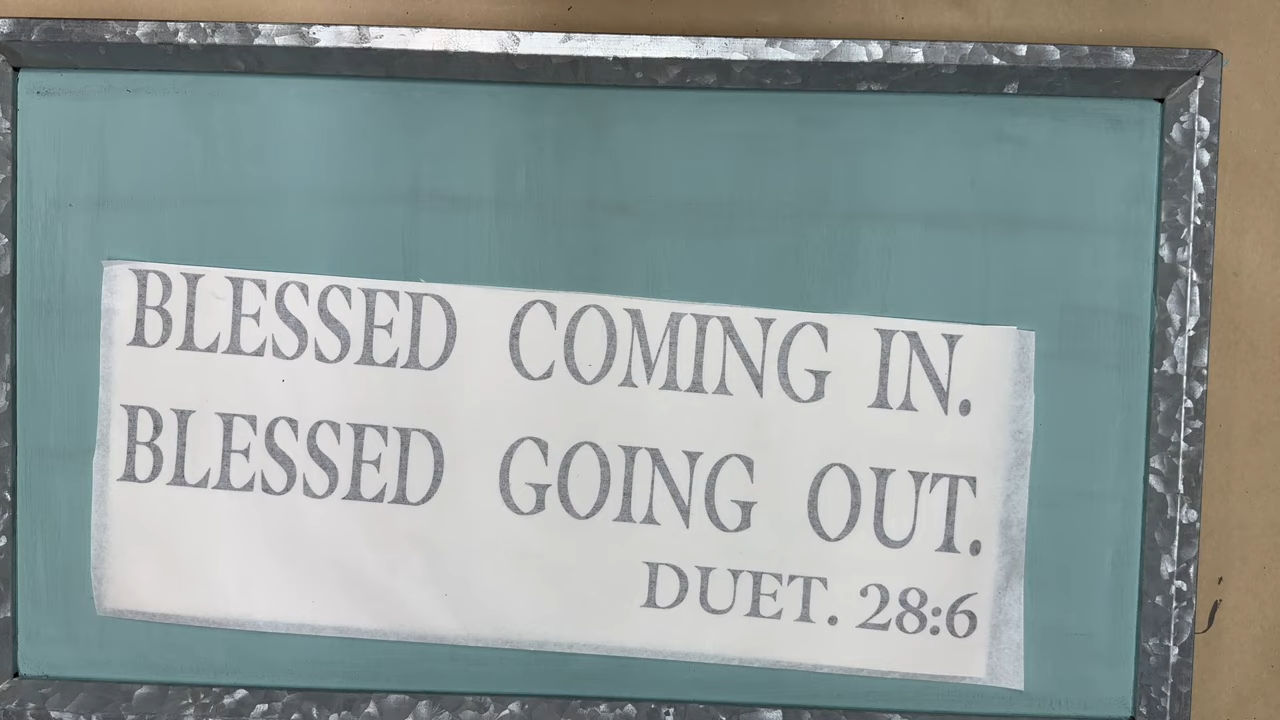 BLESSED COMING IN.
BLESSED GOING OUT.
DUET. 28:6